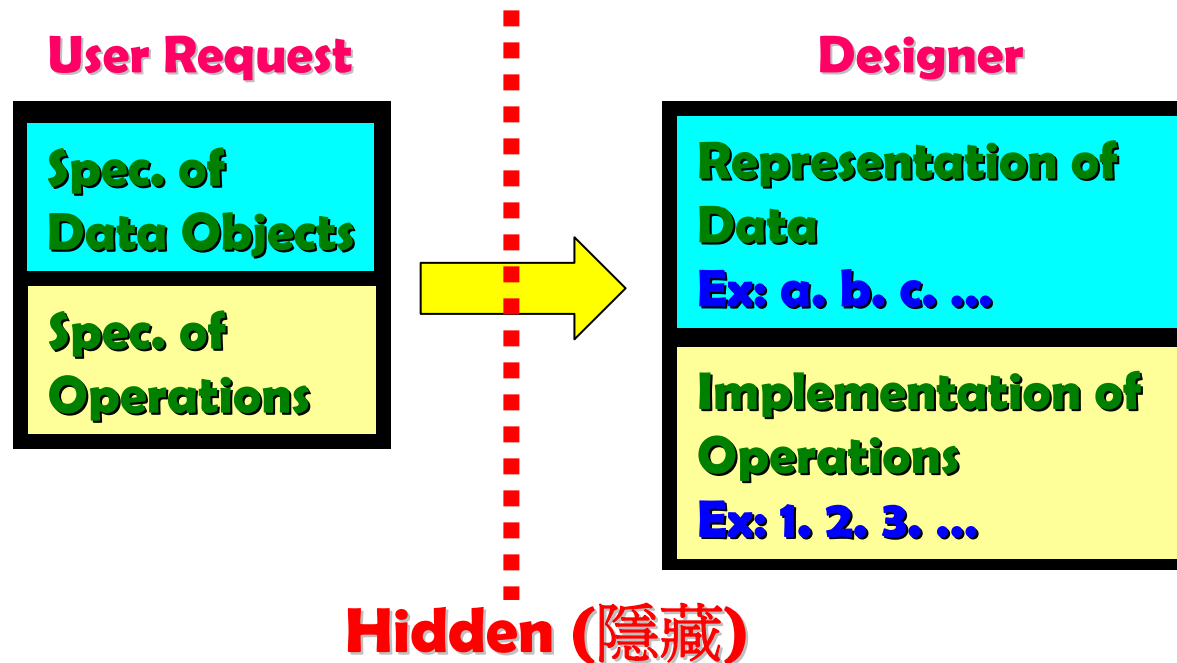 User Request
Spec. of
Data Objects
Spec. of
Operations
Designer
Representation of
Data
Ex: a. b. c. ...
Implementation of
Operations
Ex: 1. 2. 3. ...
Hidden (隱藏)